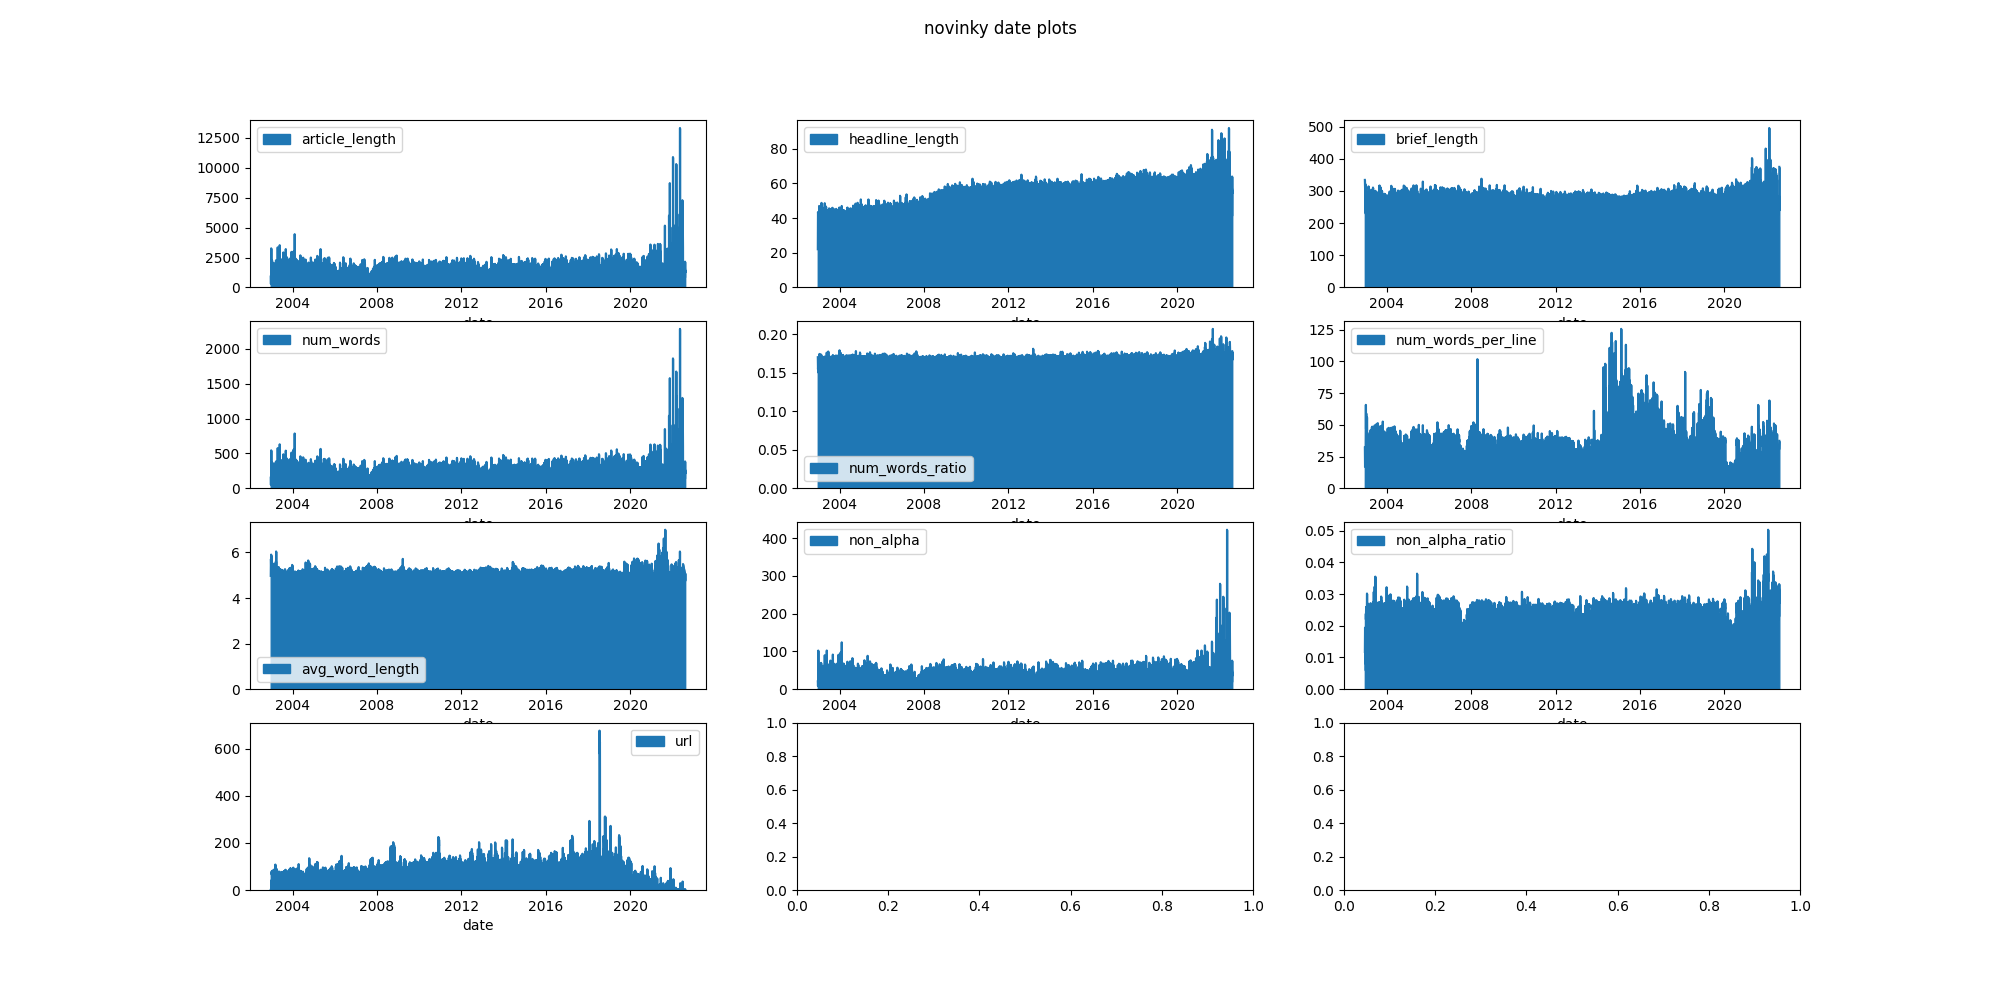 novinky date plots
article_length
12500
10000
7500
5000
2500
0
2004 2008 2012 2016 2020
date
headline_length
80
60
40
20
0
2004 2008 2012 2016 2020
date
brief_length
500
400
300
200
100
0
2004 2008 2012 2016 2020
date
num_words
2000
1500
1000
500
0
2004 2008 2012 2016 2020
date
num_words_ratio
0.20
0.15
0.10
0.05
0.00
2004 2008 2012 2016 2020
date
num_words_per_line
125
100
75
50
25
0
2004 2008 2012 2016 2020
date
avg_word_length
6
4
2
0
2004 2008 2012 2016 2020
date
non_alpha
400
300
200
100
0
2004 2008 2012 2016 2020
date
non_alpha_ratio
0.05
0.04
0.03
0.02
0.01
0.00
2004 2008 2012 2016 2020
date
url
600
400
200
0
2004 2008 2012 2016 2020
date
1.0
0.8
0.6
0.4
0.2
0.0
0.0 0.2 0.4 0.6 0.8 1.0
1.0
0.8
0.6
0.4
0.2
0.0
0.0 0.2 0.4 0.6 0.8 1.0